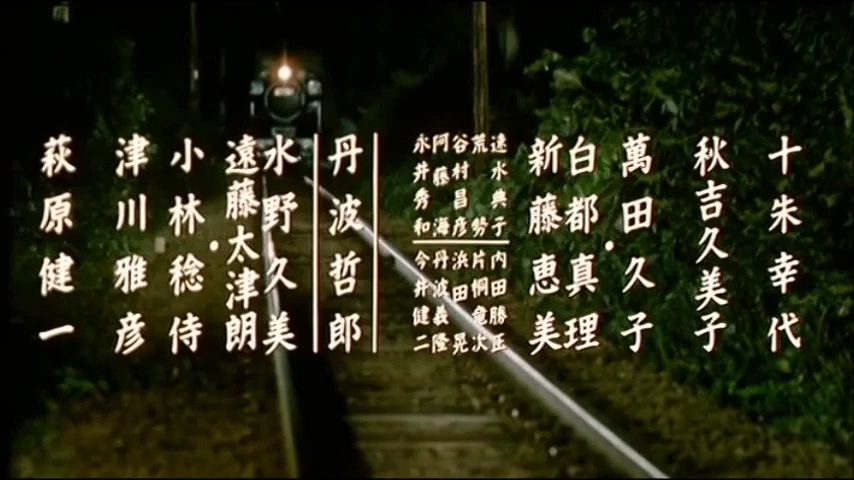 十朱幸代
秋吉久美子
萬田久子
白都真理
新藤恵美
速水典子
荒勢
谷村昌彦
阿藤海
永井秀和
内田勝正
片桐竜次
浜田晃
丹波義隆
今井健二
丹波哲郎
水野久美
遠藤太津朗
小林稔侍
津川雅彦
萩原健一